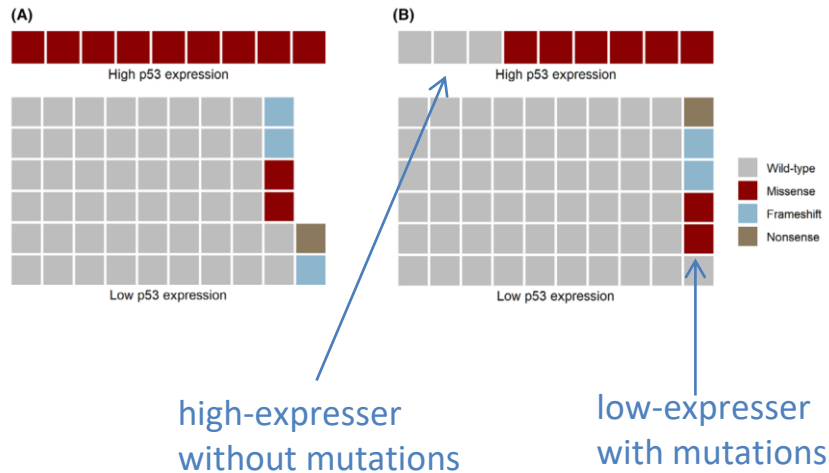 (A)
High p53 expression
Low p53 expression
(B)
High p53 expression
Low p53 expression
Wild-type
Missense
Frameshift
Nonsense
high-expresser
without mutations
low-expresser
with mutations